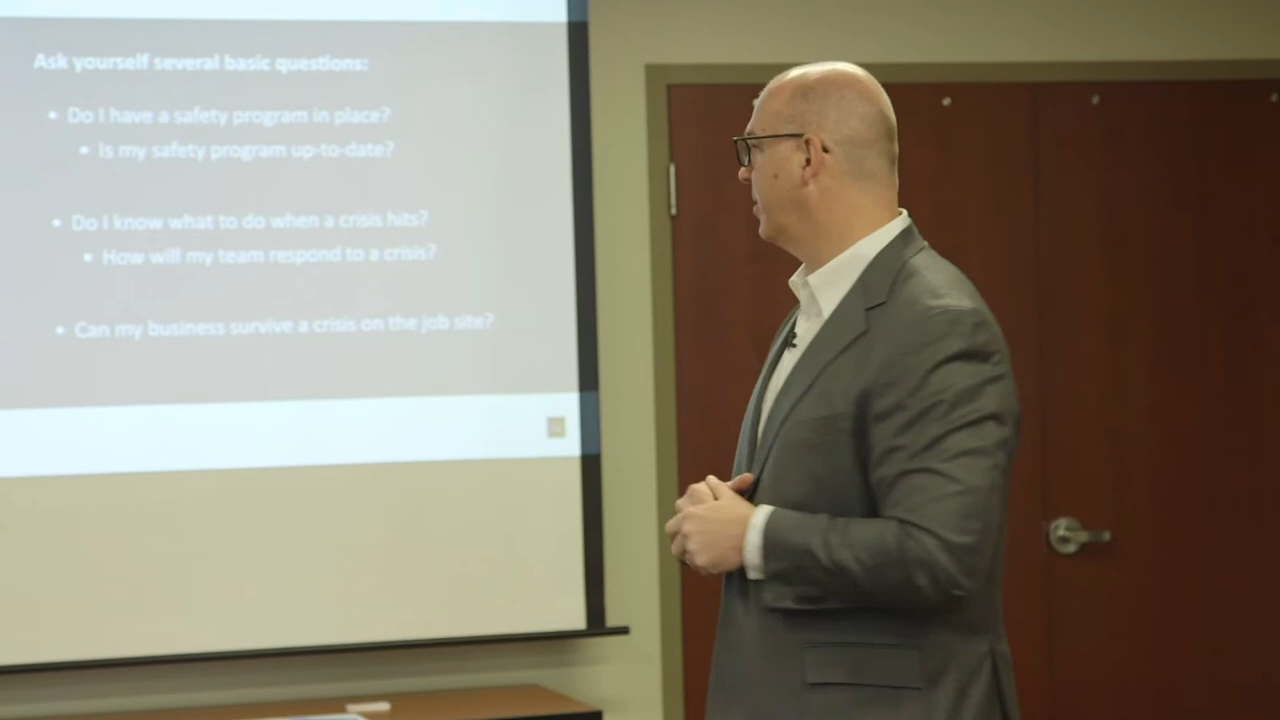 Ask yourself several basic questions:
• Do I have a safety program in place?
• Is my safety program up-to-date?
• Do I know what to do when a crisis hits?
• How will my team respond to a crisis?
• Can my business survive a crisis on the job site?